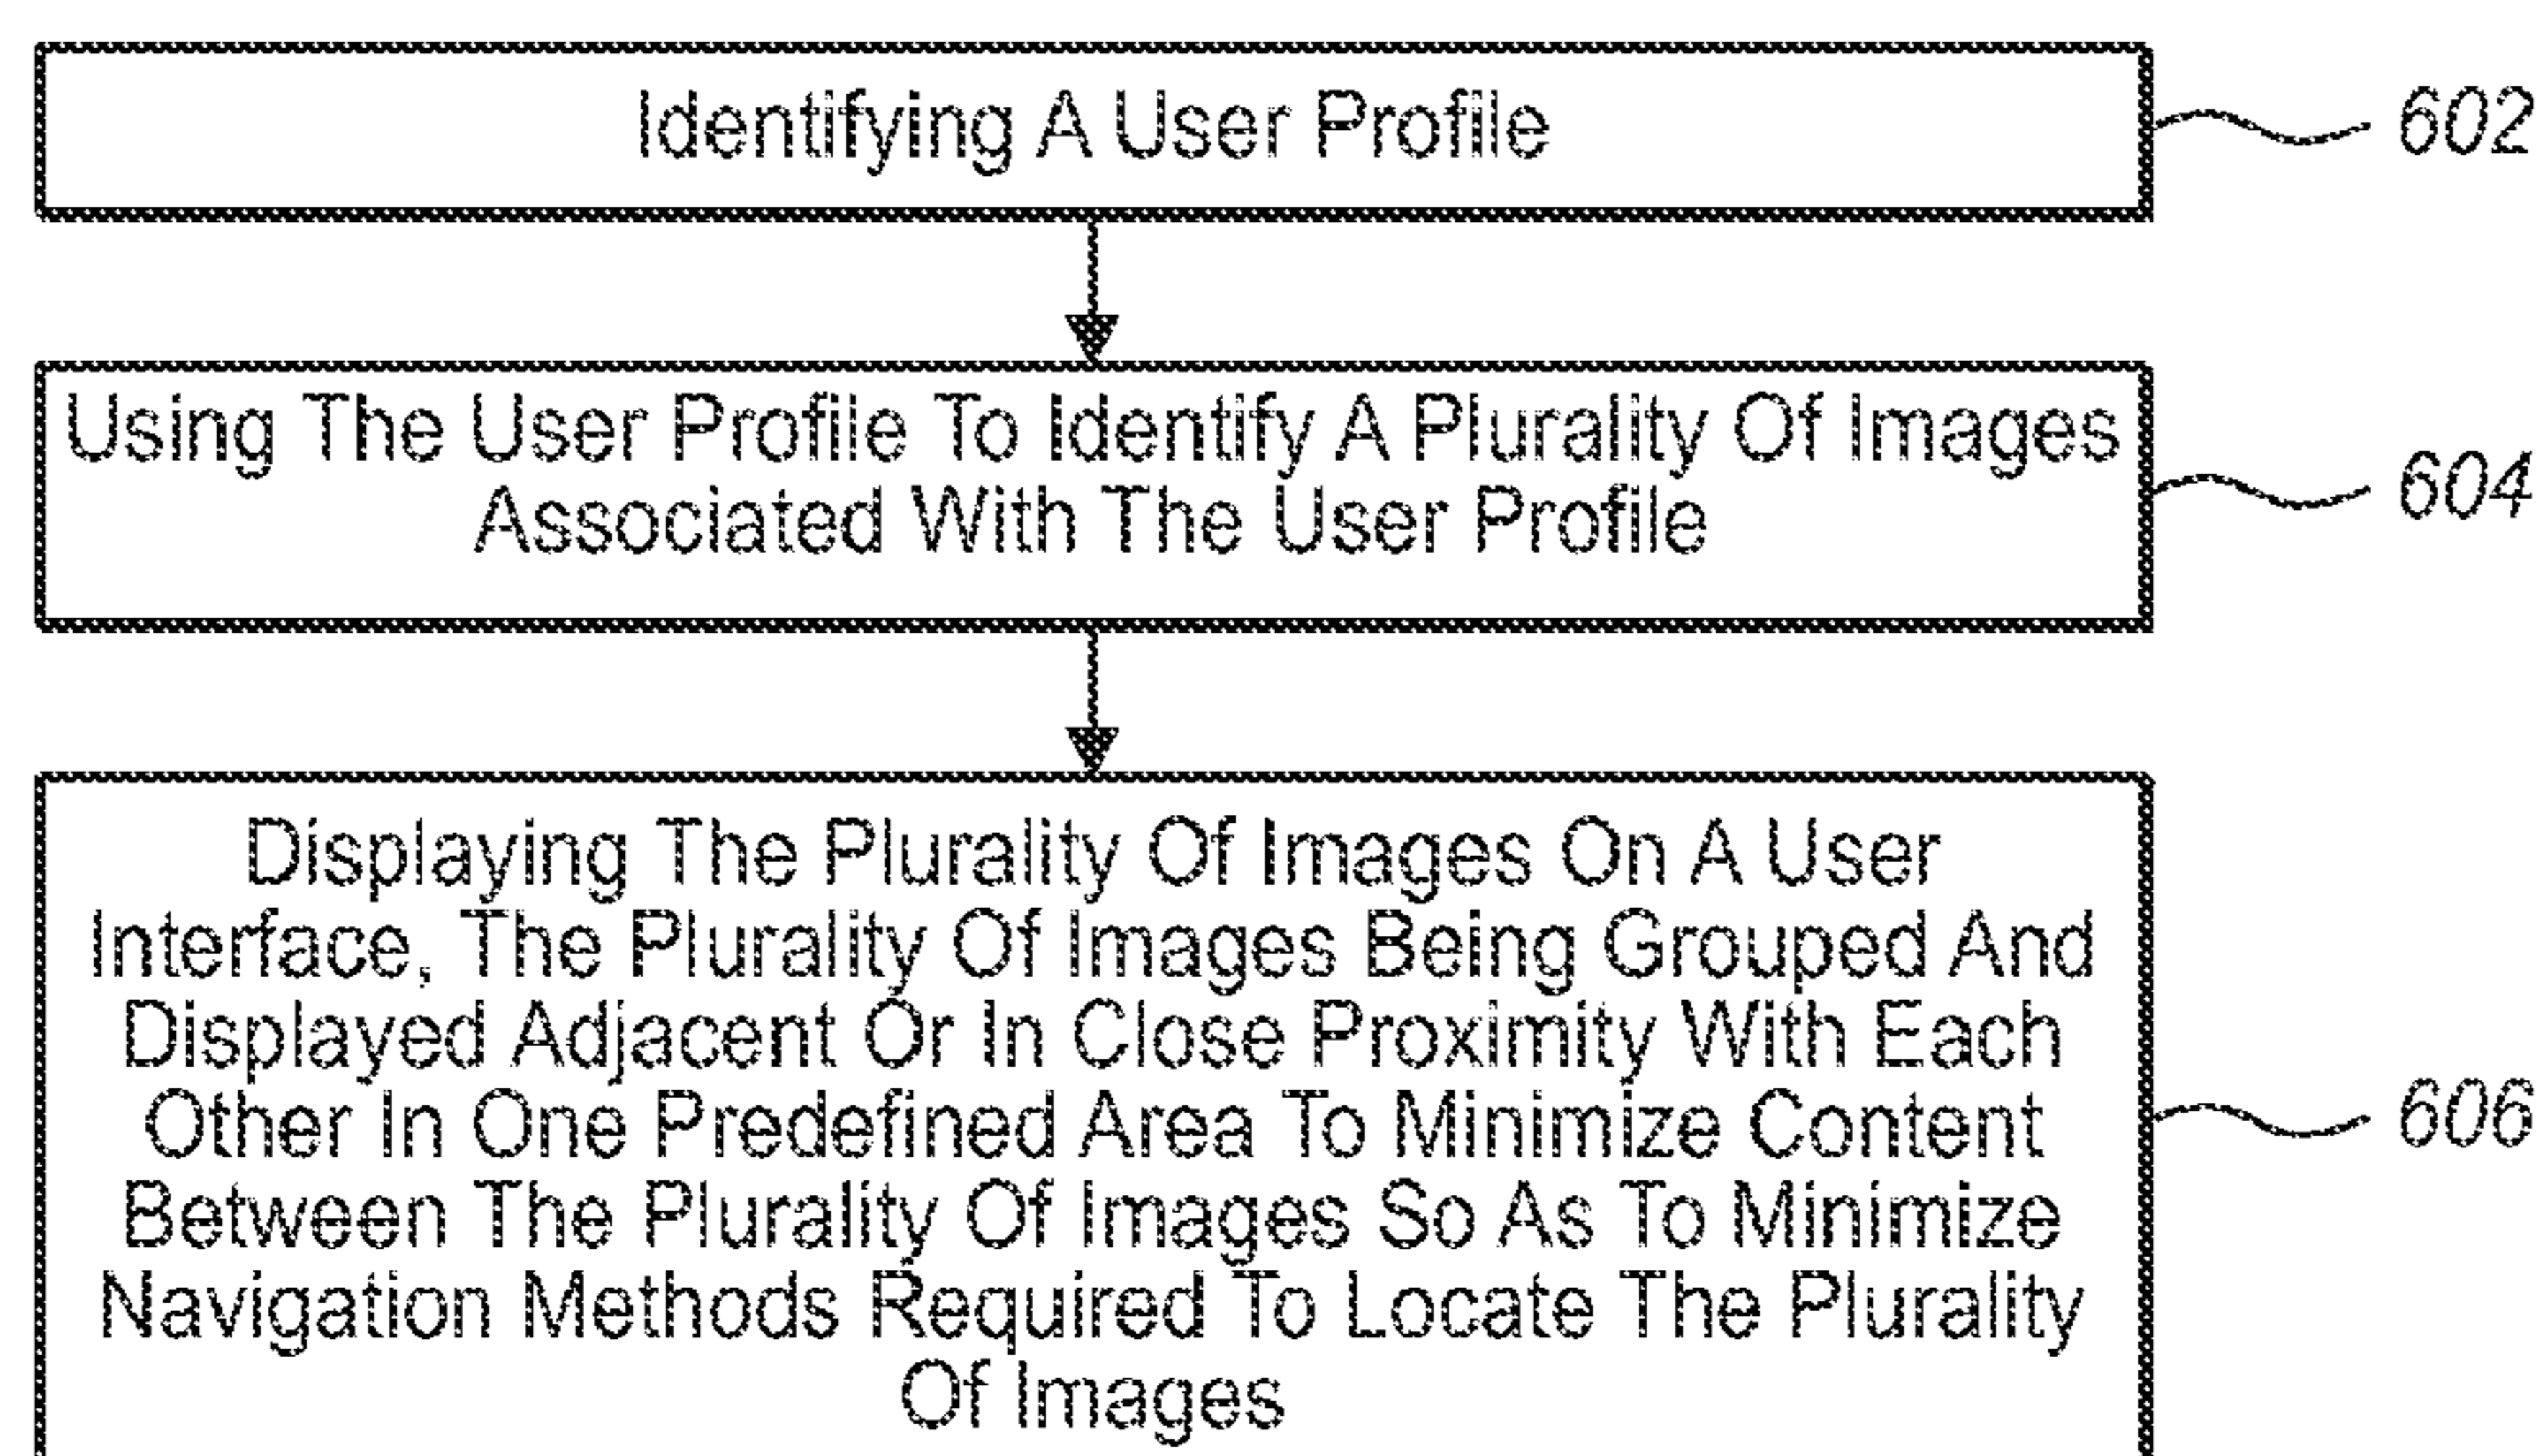 Identifying A User Profile
602
Using The User Profile To Identify A Plurality Of Images
Associated With The User Profile
604
Displaying The Plurality Of Images On A User
Interface, The Plurality Of Images Being Grouped And
Displayed Adjacent Or In Close Proximity With Each
Other In One Predefined Area To Minimize Content
Between The Plurality Of Images So As To Minimize
Navigation Methods Required To Locate The Plurality
Of Images
606